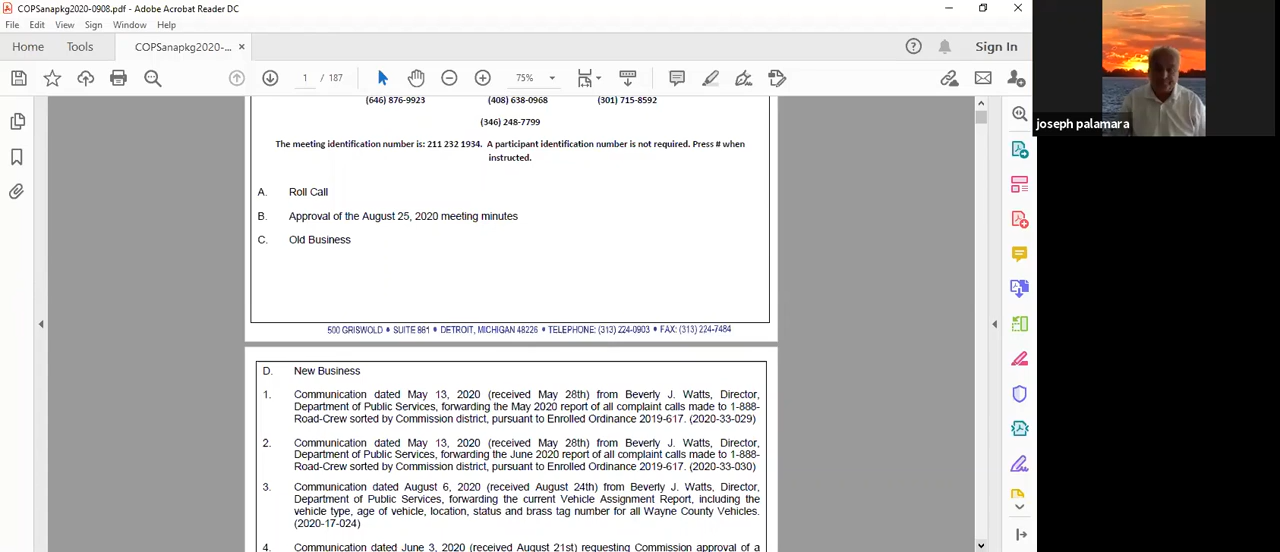 COPSanapkg2020-0908.pdf - Adobe Acrobat Reader DC
File Edit View Sign Window Help
Home Tools COPSanapkg2020-... × Sign In
1 / 187 75%
(646) 876-9923 (408) 638-0968 (301) 715-8592
(346) 248-7799
The meeting identification number is: 211 232 1934. A participant identification number is not required. Press # when
instructed.
A. Roll Call
B. Approval of the August 25, 2020 meeting minutes
C. Old Business
500 GRISWOLD • SUITE 861 • DETROIT, MICHIGAN 48226 • TELEPHONE: (313) 224-0903 • FAX: (313) 224-7484
D. New Business
1. Communication dated May 13, 2020 (received May 28th) from Beverly J. Watts, Director,
Department of Public Services, forwarding the May 2020 report of all complaint calls made to 1-888-
Road-Crew sorted by Commission district, pursuant to Enrolled Ordinance 2019-617. (2020-33-029)
2. Communication dated May 13, 2020 (received May 28th) from Beverly J. Watts, Director,
Department of Public Services, forwarding the June 2020 report of all complaint calls made to 1-888-
Road-Crew sorted by Commission district, pursuant to Enrolled Ordinance 2019-617. (2020-33-030)
3. Communication dated August 6, 2020 (received August 24th) from Beverly J. Watts, Director,
Department of Public Services, forwarding the current Vehicle Assignment Report, including the
vehicle type, age of vehicle, location, status and brass tag number for all Wayne County Vehicles.
(2020-17-024)
4. Communication dated June 3, 2020 (received August 21st) requesting Commission approval of a
joseph palamara